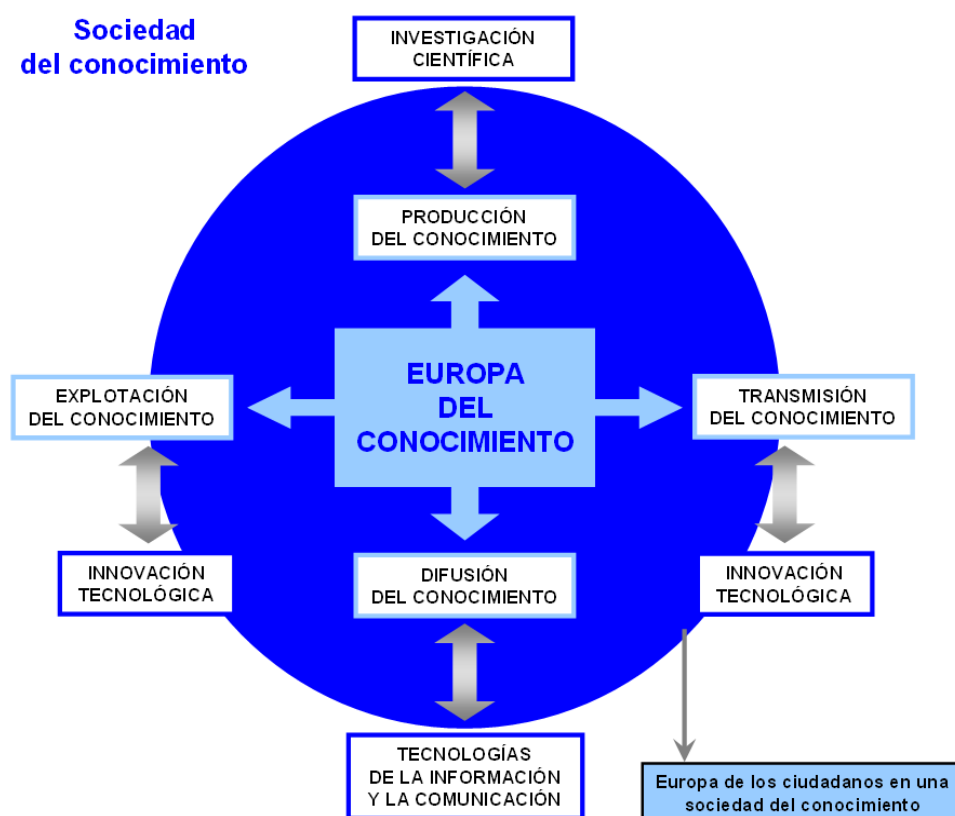 Sociedad
del conocimiento
INVESTIGACIÓN
CIENTÍFICA
PRODUCCIÓN
DEL CONOCIMIENTO
EUROPA
DEL
CONOCIMIENTO
EXPLOTACIÓN
DEL CONOCIMIENTO
TRANSMISIÓN
DEL CONOCIMIENTO
INNOVACIÓN
TECNOLÓGICA
DIFUSIÓN
DEL CONOCIMIENTO
INNOVACIÓN
TECNOLÓGICA
TECNOLOGÍAS
DE LA INFORMACIÓN
Y LA COMUNICACIÓN
Europa de los ciudadanos en una
sociedad del conocimiento